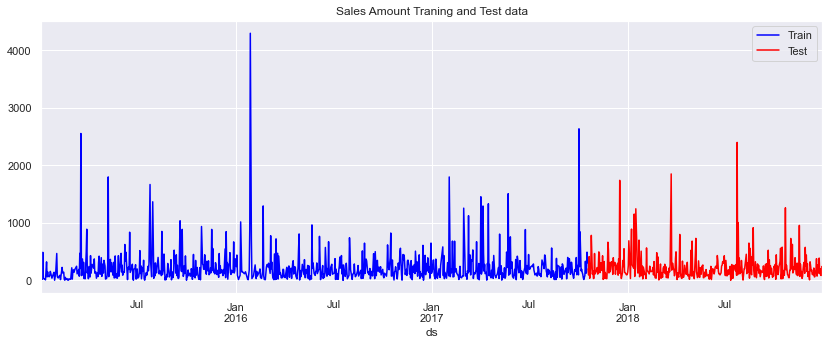 Sales Amount Traning and Test data
Train
Test
4000
3000
2000
1000
0
Jul
Jan
2016
Jul
Jan
2017
Jul
Jan
2018
Jul
ds